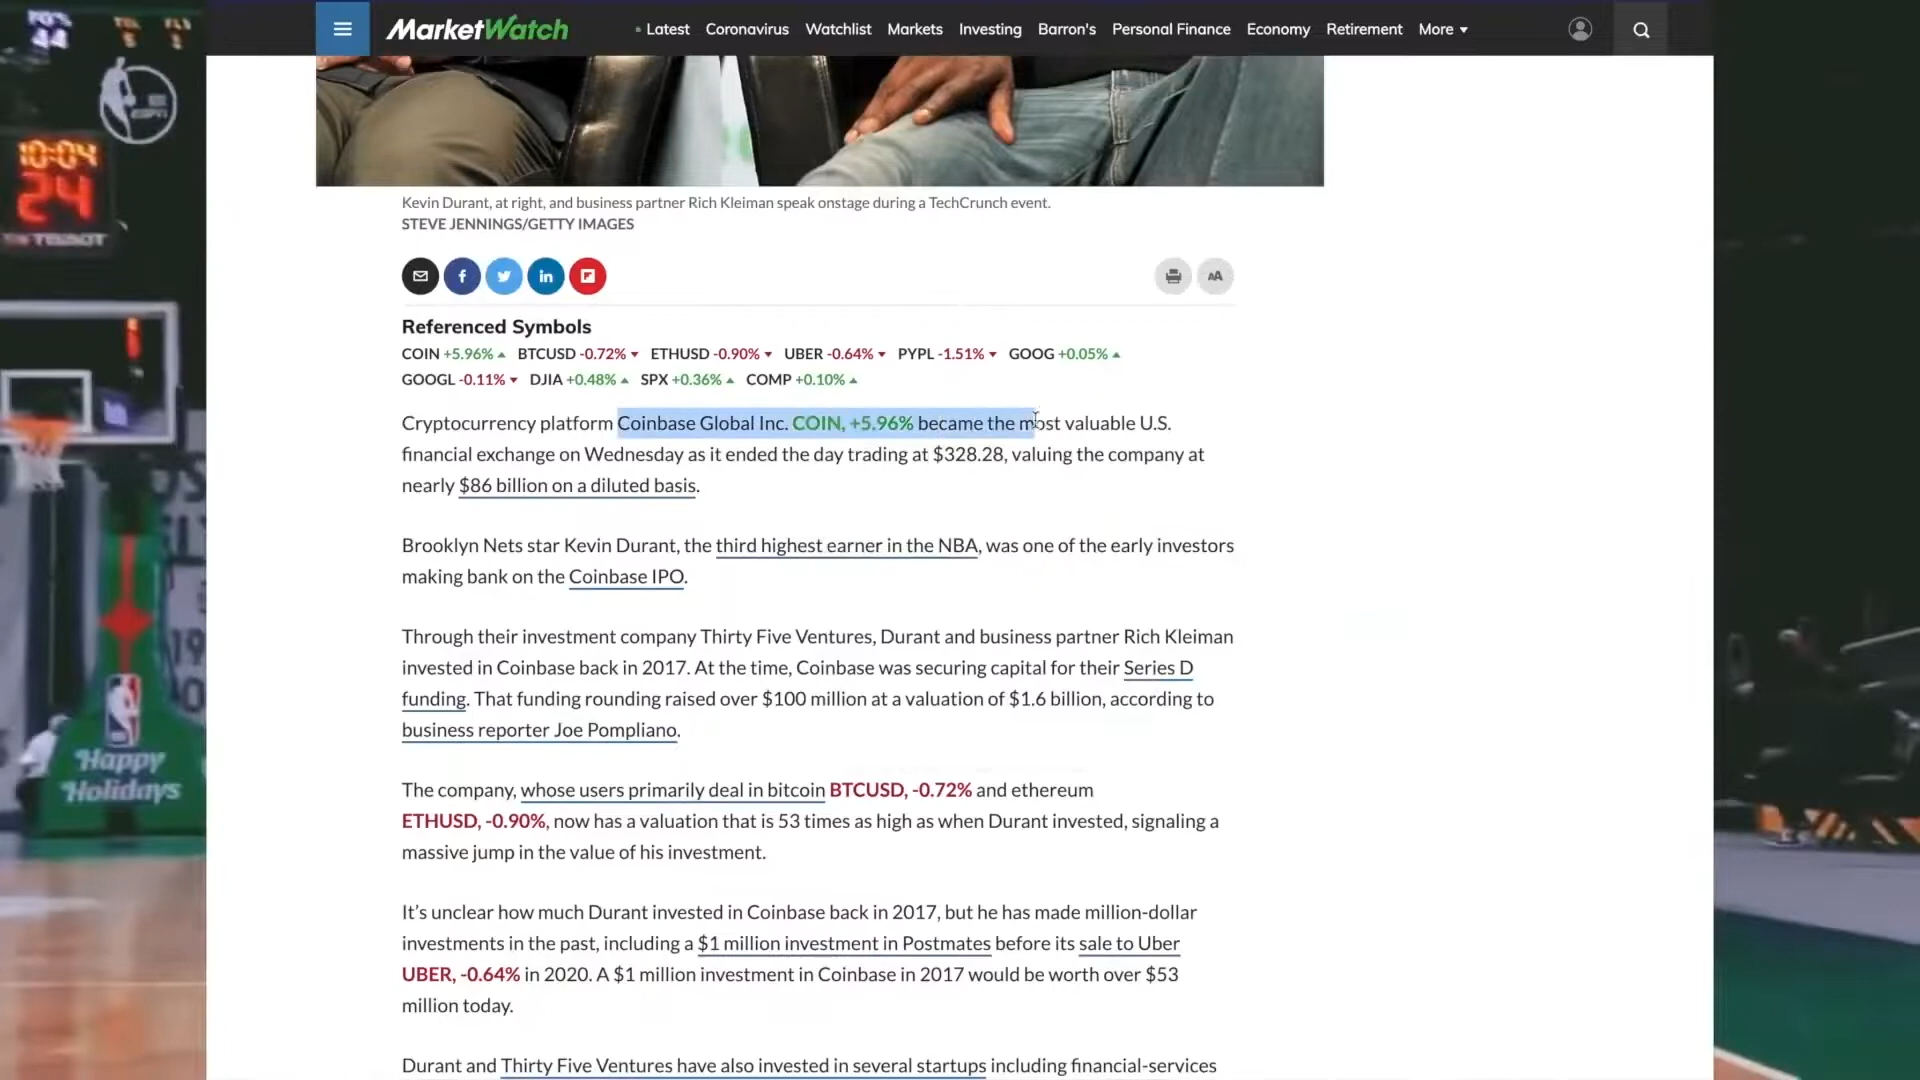 MarketWatch
Latest Coronavirus Watchlist Markets Investing Barron's Personal Finance Economy Retirement More
ESPN
10:04
24
TISSOT
Kevin Durant, at right, and business partner Rich Kleiman speak onstage during a TechCrunch event.
STEVE JENNINGS/GETTY IMAGES
Referenced Symbols
COIN +5.96% BTCUSD -0.72% ETHUSD -0.90% UBER -0.64% PYPL -1.51% GOOG +0.05%
GOOGL -0.11% DJIA +0.48% SPX +0.36% COMP +0.10%
Cryptocurrency platform Coinbase Global Inc. COIN, +5.96% became the most valuable U.S.
financial exchange on Wednesday as it ended the day trading at $328.28, valuing the company at
nearly $86 billion on a diluted basis.
Brooklyn Nets star Kevin Durant, the third highest earner in the NBA, was one of the early investors
making bank on the Coinbase IPO.
Through their investment company Thirty Five Ventures, Durant and business partner Rich Kleiman
invested in Coinbase back in 2017. At the time, Coinbase was securing capital for their Series D
funding. That funding rounding raised over $100 million at a valuation of $1.6 billion, according to
business reporter Joe Pompliano.
The company, whose users primarily deal in bitcoin BTCUSD, -0.72% and ethereum
ETHUSD, -0.90%, now has a valuation that is 53 times as high as when Durant invested, signaling a
massive jump in the value of his investment.
It's unclear how much Durant invested in Coinbase back in 2017, but he has made million-dollar
investments in the past, including a $1 million investment in Postmates before its sale to Uber
UBER, -0.64% in 2020. A $1 million investment in Coinbase in 2017 would be worth over $53
million today.
Durant and Thirty Five Ventures have also invested in several startups including financial-services
Happy
Holidays